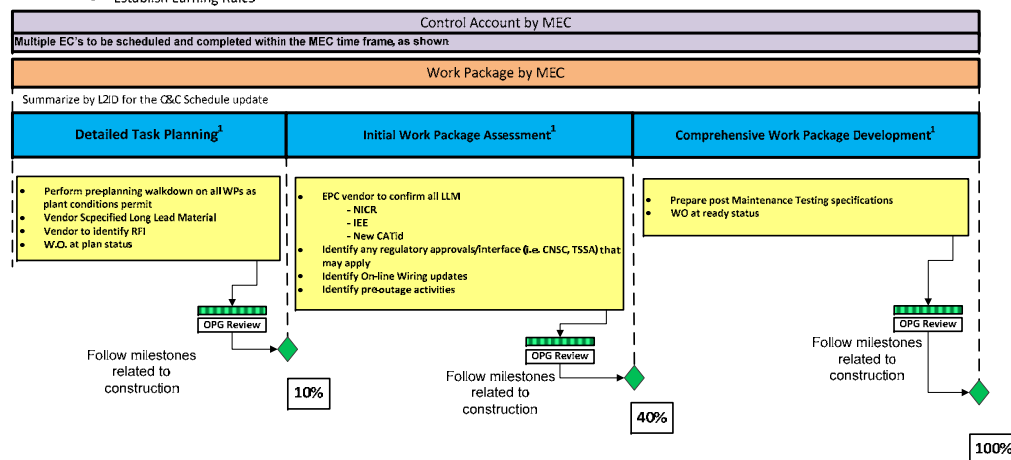 • Establish Earning Rules
Control Account by MEC
Multiple EC's to be scheduled and completed within the MEC time frame, as shown
Work Package by MEC
Summarize by L2ID for the C&C Schedule update
Detailed Task Planning1
Initial Work Package Assessment1
Comprehensive Work Package Development1
• Perform pre-planning walkdown on all WPs as
plant conditions permit
• Vendor Scpecified Long Lead Material
• Vendor to identify RFI
• W.O. at plan status
OPG Review
Follow milestones
related to
construction
10%
• EPC vendor to confirm all LLM
- NICR
- IEE
- New CATid
• Identify any regulatory approvals/interface (i.e. CNSC, TSSA) that
may apply
• Identify On-line Wiring updates
• Identify pre-outage activities
OPG Review
Follow milestones
related to
construction
40%
• Prepare post Maintenance Testing specifications
• WO at ready status
OPG Review
Follow milestones
related to
construction
100%